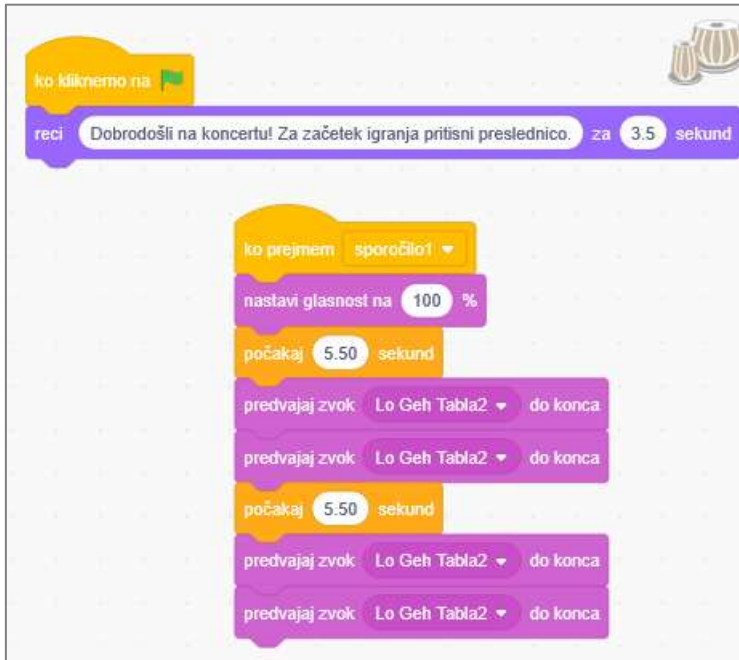 ko kliknemo na
reci Dobrodošli na koncertu! Za začetek igranja pritisni preslednico. za 3.5 sekund
ko prejmem sporočilo1
nastavi glasnost na 100 %
počakaj 5.50 sekund
predvajaj zvok Lo Geh Tabla2 do konca
predvajaj zvok Lo Geh Tabla2 do konca
počakaj 5.50 sekund
predvajaj zvok Lo Geh Tabla2 do konca
predvajaj zvok Lo Geh Tabla2 do konca